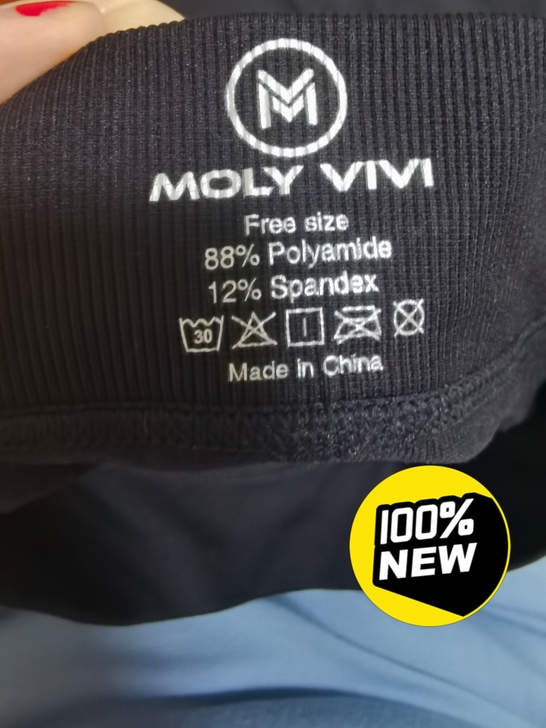 M
MOLY VIVI
Free size
88% Polyamide
12% Spandex
30
Made in China
100%
NEW